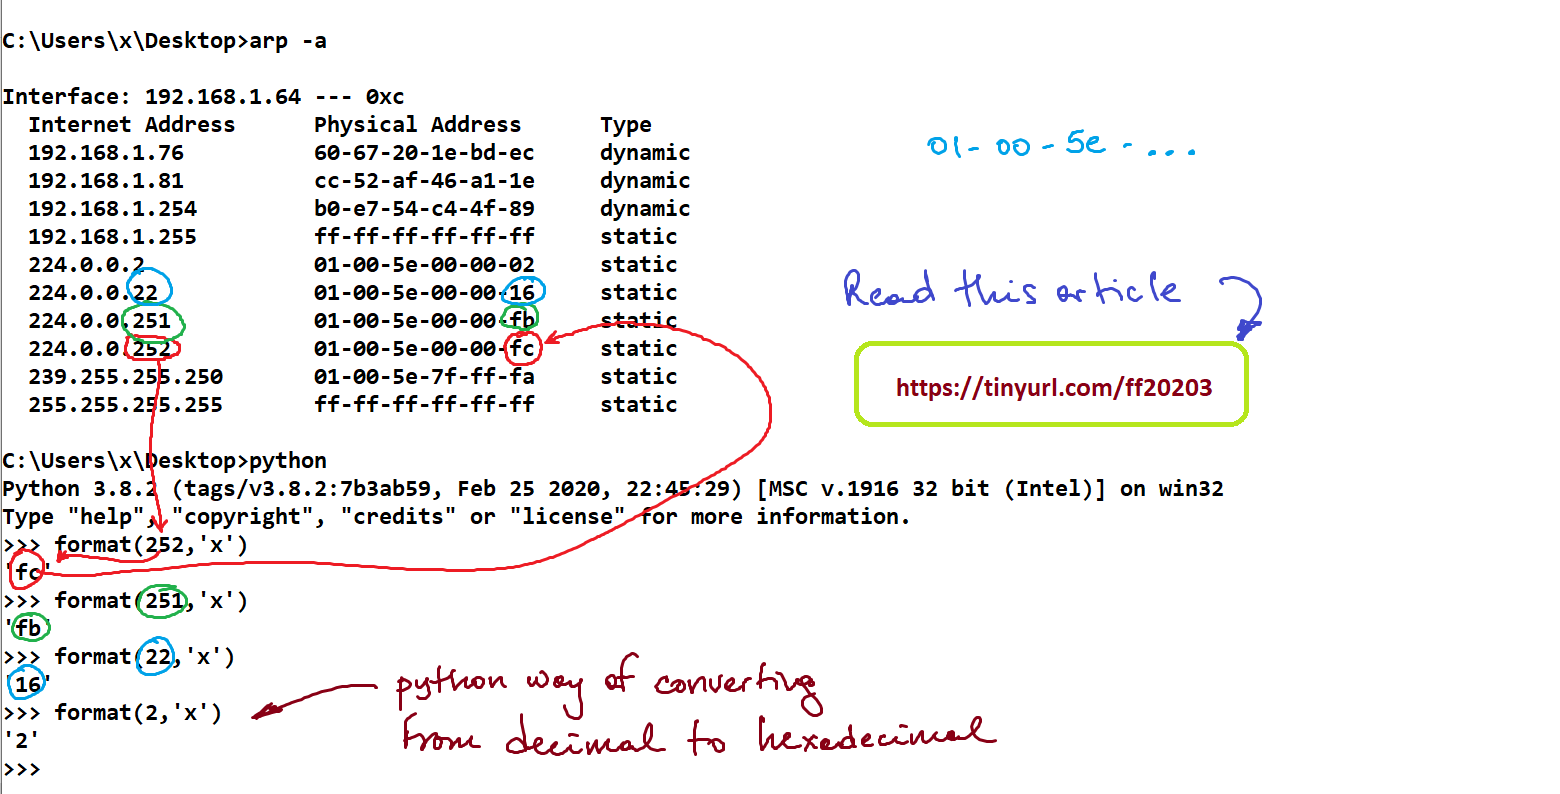 C:\Users\x\Desktop>arp -a
Interface: 192.168.1.64 --- 0xc
Internet Address Physical Address Type
192.168.1.76 60-67-20-1e-bd-ec dynamic
192.168.1.81 cc-52-af-46-a1-1e dynamic
192.168.1.254 b0-e7-54-c4-4f-89 dynamic
192.168.1.255 ff-ff-ff-ff-ff-ff static
224.0.0.2 01-00-5e-00-00-02 static
224.0.0.22 01-00-5e-00-00-16 static
224.0.0.251 01-00-5e-00-00-fb static
224.0.0.252 01-00-5e-00-00-fc static
239.255.255.250 01-00-5e-7f-ff-fa static
255.255.255.255 ff-ff-ff-ff-ff-ff static
01-00-5e-...
Read this article
https://tinyurl.com/ff20203
C:\Users\x\Desktop>python
Python 3.8.2 (tags/v3.8.2:7b3ab59, Feb 25 2020, 22:45:29) [MSC v.1916 32 bit (Intel)] on win32
Type "help", "copyright", "credits" or "license" for more information.
>>> format(252,'x')
'fc'
>>> format(251,'x')
'fb'
>>> format(22,'x')
'16'
>>> format(2,'x')
'2'
>>>
python way of converting
from decimal to hexadecimal